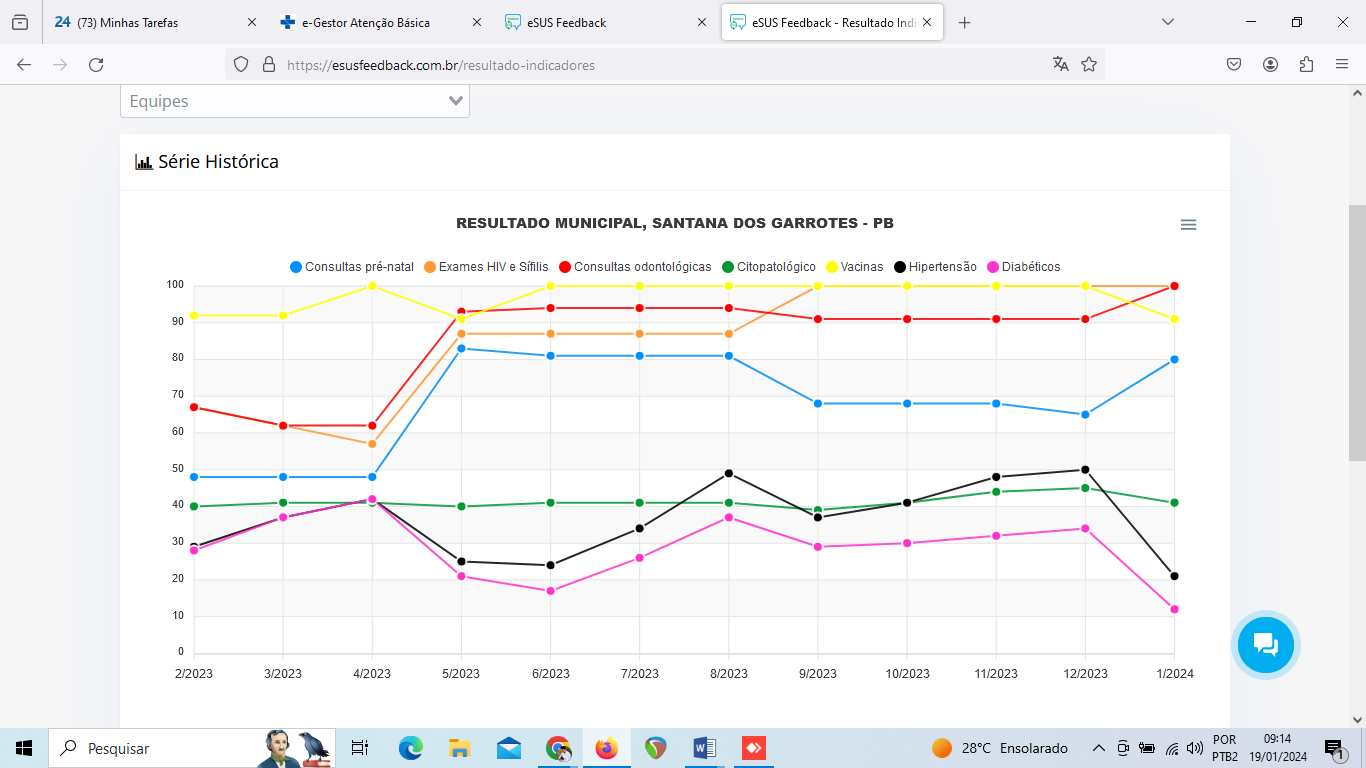 24 (73) Minhas Tarefas
e-Gestor Atenção Básica
eSUS Feedback
eSUS Feedback - Resultado Indi
https://esusfeedback.com.br/resultado-indicadores
Equipes
Série Histórica
RESULTADO MUNICIPAL, SANTANA DOS GARROTES - PB
Consultas pré-natal Exames HIV e Sífilis Consultas odontológicas Citopatológico Vacinas Hipertensão Diabéticos
100
90
80
70
60
50
40
30
20
10
0
2/2023 3/2023 4/2023 5/2023 6/2023 7/2023 8/2023 9/2023 10/2023 11/2023 12/2023 1/2024
Pesquisar
28°C Ensolarado
POR
PTB2
09:14
19/01/2024
1